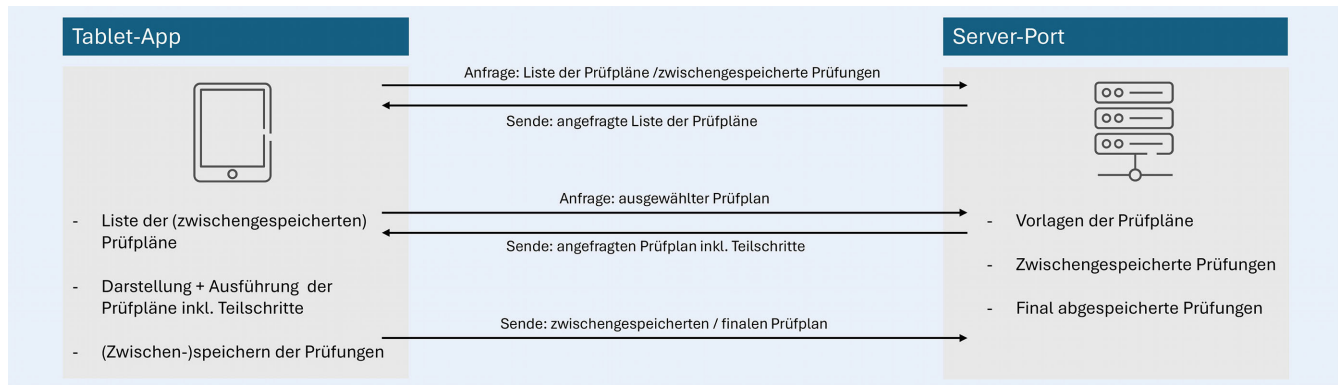 Tablet-App
Server-Port
Anfrage: Liste der Prüfpläne /zwischengespeicherte Prüfungen
Sende: angefragte Liste der Prüfpläne
Anfrage: ausgewählter Prüfplan
Sende: angefragten Prüfplan inkl. Teilschritte
Sende: zwischengespeicherten / finalen Prüfplan
- Liste der (zwischengespeicherten)
Prüfpläne
- Darstellung + Ausführung der
Prüfpläne inkl. Teilschritte
- (Zwischen-)speichern der Prüfungen
- Vorlagen der Prüfpläne
- Zwischengespeicherte Prüfungen
- Final abgespeicherte Prüfungen